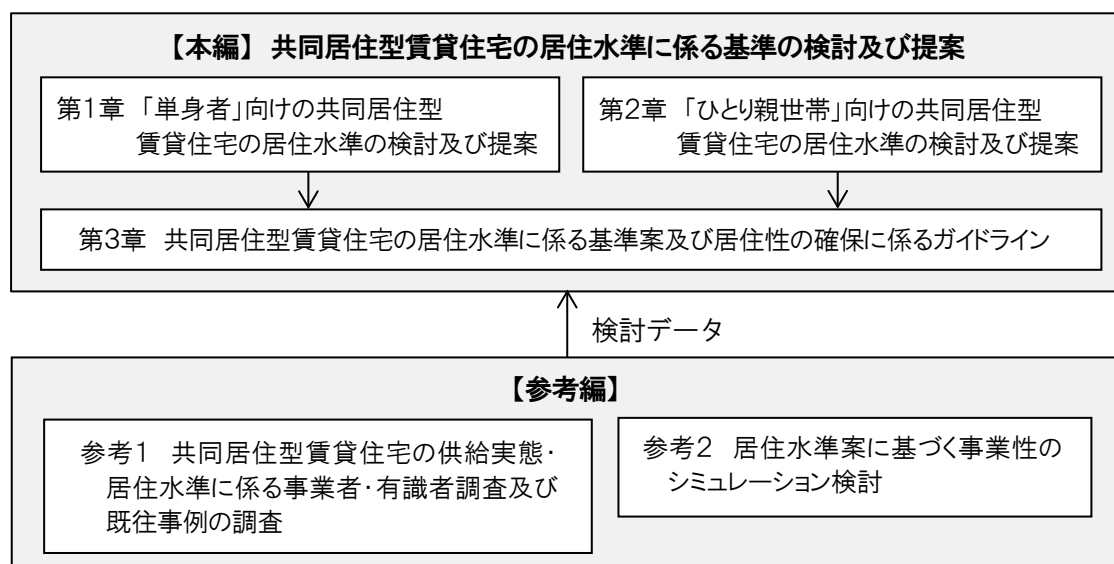 【本編】 共同居住型賃貸住宅の居住水準に係る基準の検討及び提案
第1章 「単身者」向けの共同居住型
賃貸住宅の居住水準の検討及び提案
第2章 「ひとり親世帯」向けの共同居住型
賃貸住宅の居住水準の検討及び提案
第3章 共同居住型賃貸住宅の居住水準に係る基準案及び居住性の確保に係るガイドライン
検討データ
【参考編】
参考1 共同居住型賃貸住宅の供給実態・
居住水準に係る事業者・有識者調査及び
既往事例の調査
参考2 居住水準案に基づく事業性の
シミュレーション検討